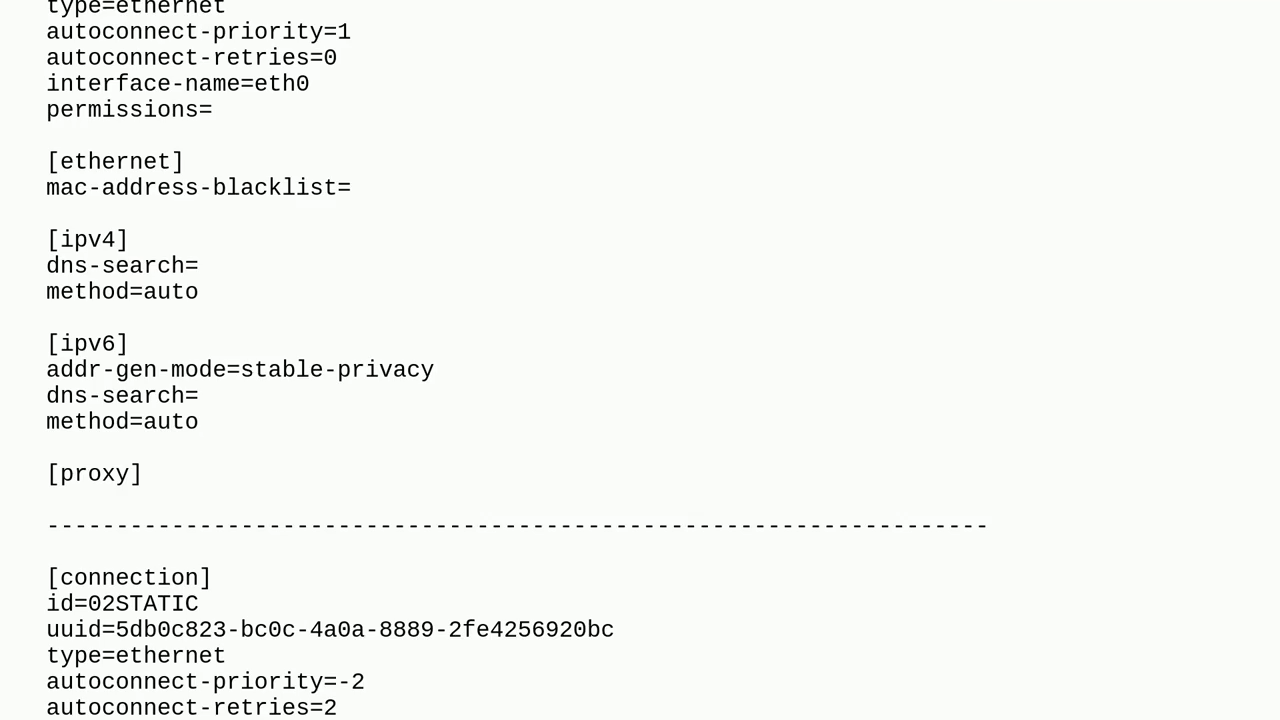 type=ethernet
autoconnect-priority=1
autoconnect-retries=0
interface-name=eth0
permissions=

[ethernet]
mac-address-blacklist=

[ipv4]
dns-search=
method=auto

[ipv6]
addr-gen-mode=stable-privacy
dns-search=
method=auto

[proxy]

--------------------------------------------------------------------

[connection]
id=02STATIC
uuid=5db0c823-bc0c-4a0a-8889-2fe4256920bc
type=ethernet
autoconnect-priority=-2
autoconnect-retries=2